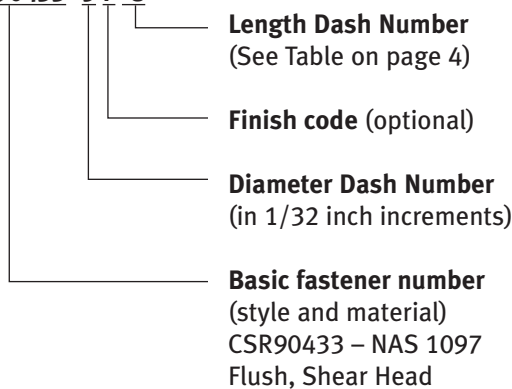 Length Dash Number
(See Table on page 4)
Finish code (optional)
Diameter Dash Number
(in 1/32 inch increments)
Basic fastener number
(style and material)
CSR90433 – NAS 1097
Flush, Shear Head